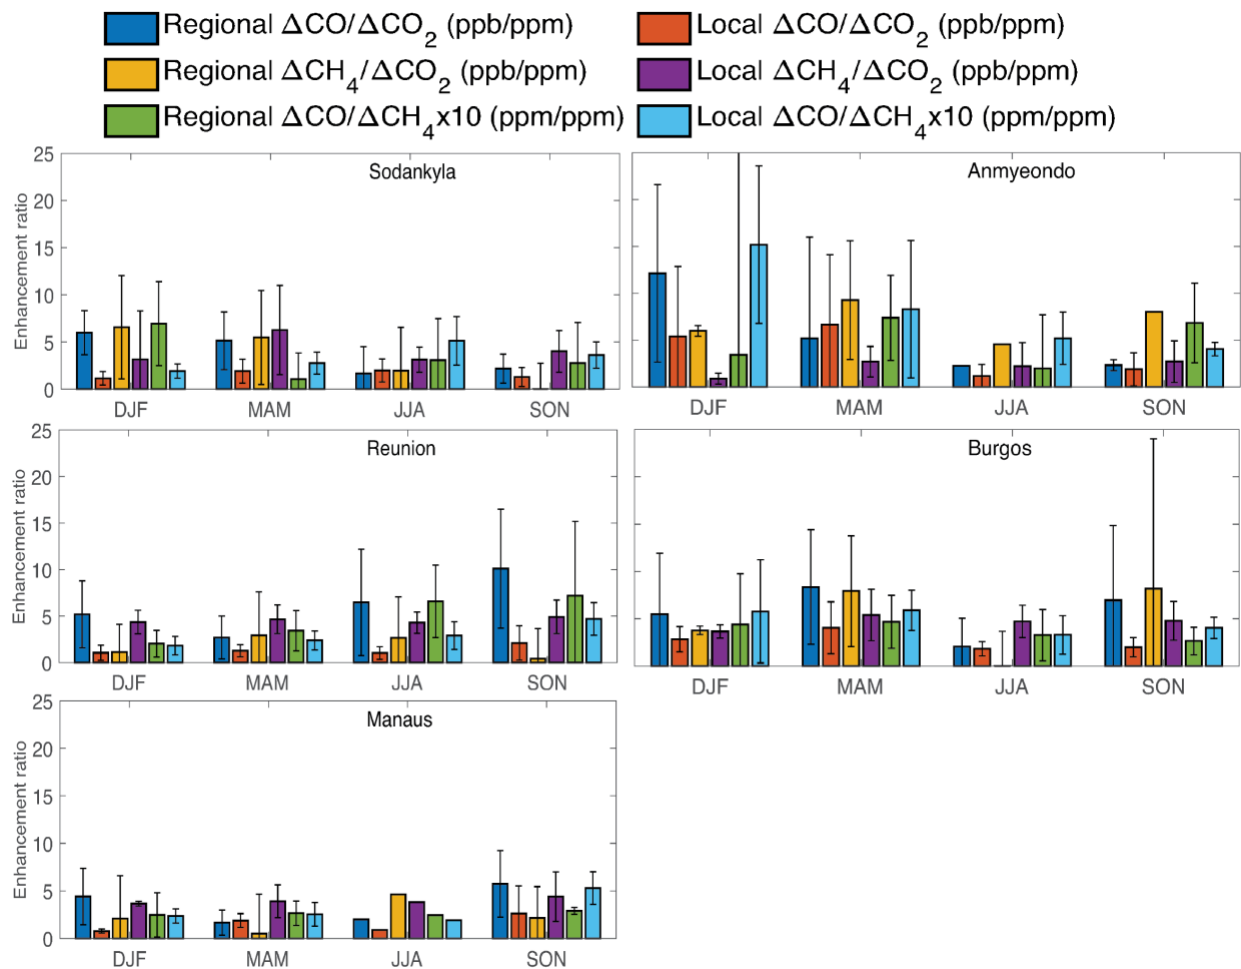 Regional ΔCO/ΔCO₂ (ppb/ppm) Local ΔCO/ΔCO₂ (ppb/ppm)
Regional ΔCH₄/ΔCO₂ (ppb/ppm) Local ΔCH₄/ΔCO₂ (ppb/ppm)
Regional ΔCO/ΔCH₄x10 (ppm/ppm) Local ΔCO/ΔCH₄x10 (ppm/ppm)
Sodankyla
Enhancement ratio
25
20
15
10
5
0
DJF MAM JJA SON
Anmyeondo
DJF MAM JJA SON
Reunion
Enhancement ratio
25
20
15
10
5
0
DJF MAM JJA SON
Burgos
DJF MAM JJA SON
Manaus
Enhancement ratio
25
20
15
10
5
0
DJF MAM JJA SON